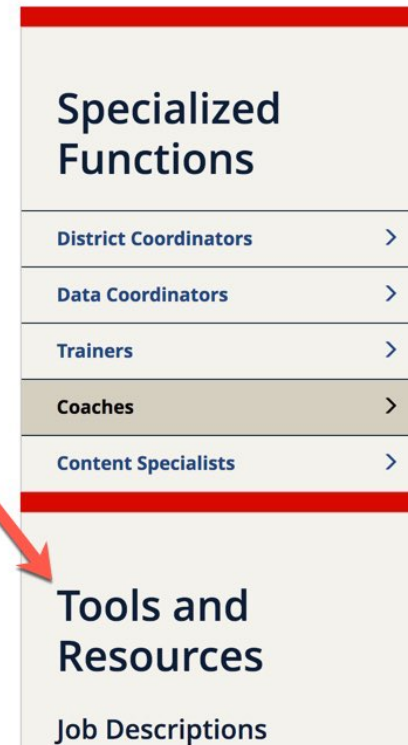 Specialized
Functions
District Coordinators
Data Coordinators
Trainers
Coaches
Content Specialists
Tools and
Resources
Job Descriptions